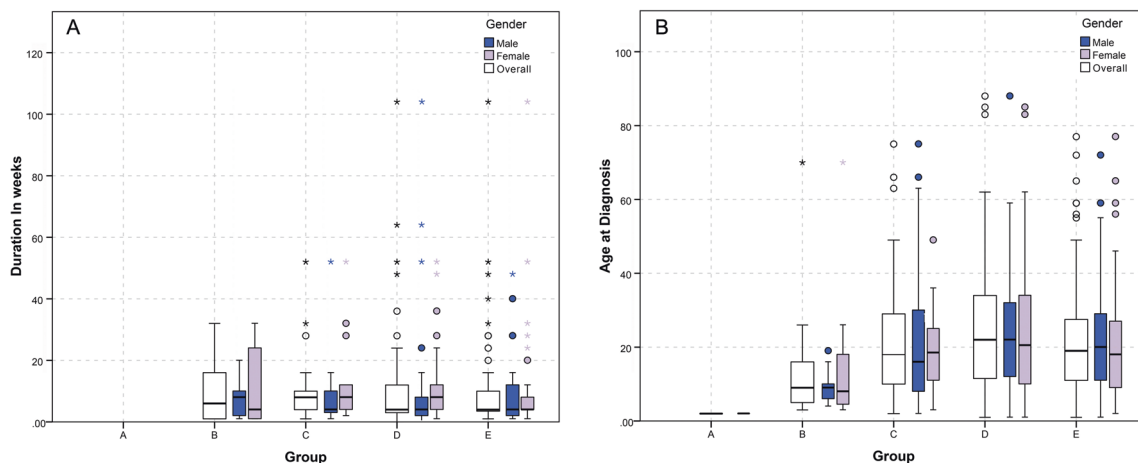 A
Gender
Male
Female
Overall
120
100
80
60
40
20
.00
Duration In weeks
A B C D E
Group
B
Gender
Male
Female
Overall
100
80
60
40
20
.00
Age at Diagnosis
A B C D E
Group